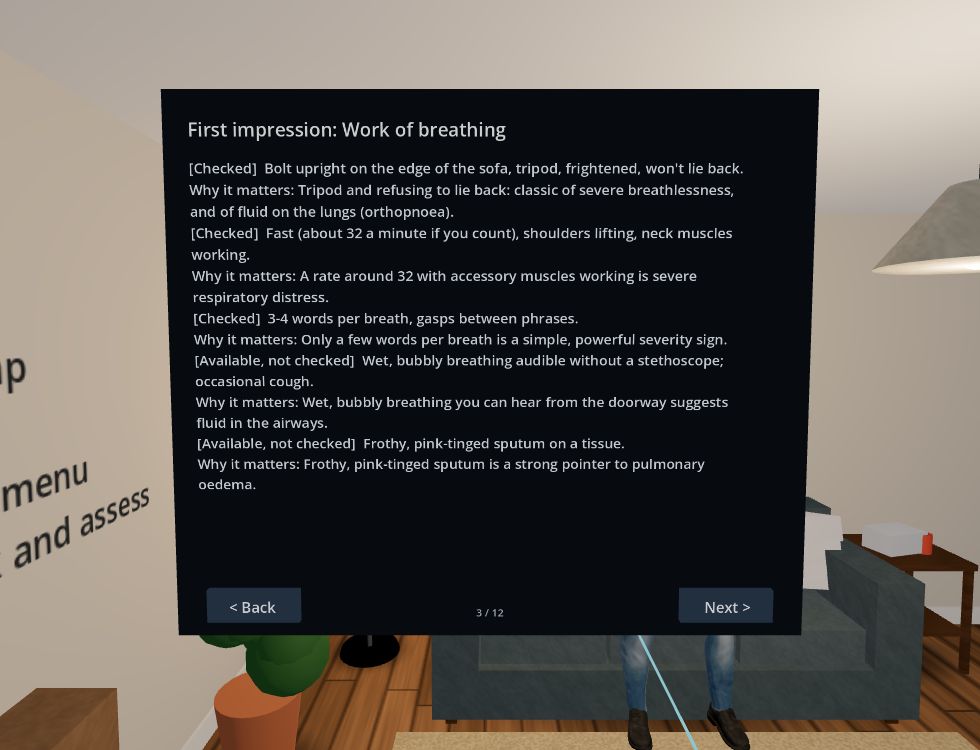 First impression: Work of breathing
[Checked]  Bolt upright on the edge of the sofa, tripod, frightened, won't lie back.
Why it matters: Tripod and refusing to lie back: classic of severe breathlessness,
and of fluid on the lungs (orthopnoea).
[Checked]  Fast (about 32 a minute if you count), shoulders lifting, neck muscles
working.
Why it matters: A rate around 32 with accessory muscles working is severe
respiratory distress.
[Checked]  3-4 words per breath, gasps between phrases.
Why it matters: Only a few words per breath is a simple, powerful severity sign.
[Available, not checked]  Wet, bubbly breathing audible without a stethoscope;
occasional cough.
Why it matters: Wet, bubbly breathing you can hear from the doorway suggests
fluid in the airways.
[Available, not checked]  Frothy, pink-tinged sputum on a tissue.
Why it matters: Frothy, pink-tinged sputum is a strong pointer to pulmonary
oedema.
< Back
3 / 12
Next >
menu
and assess